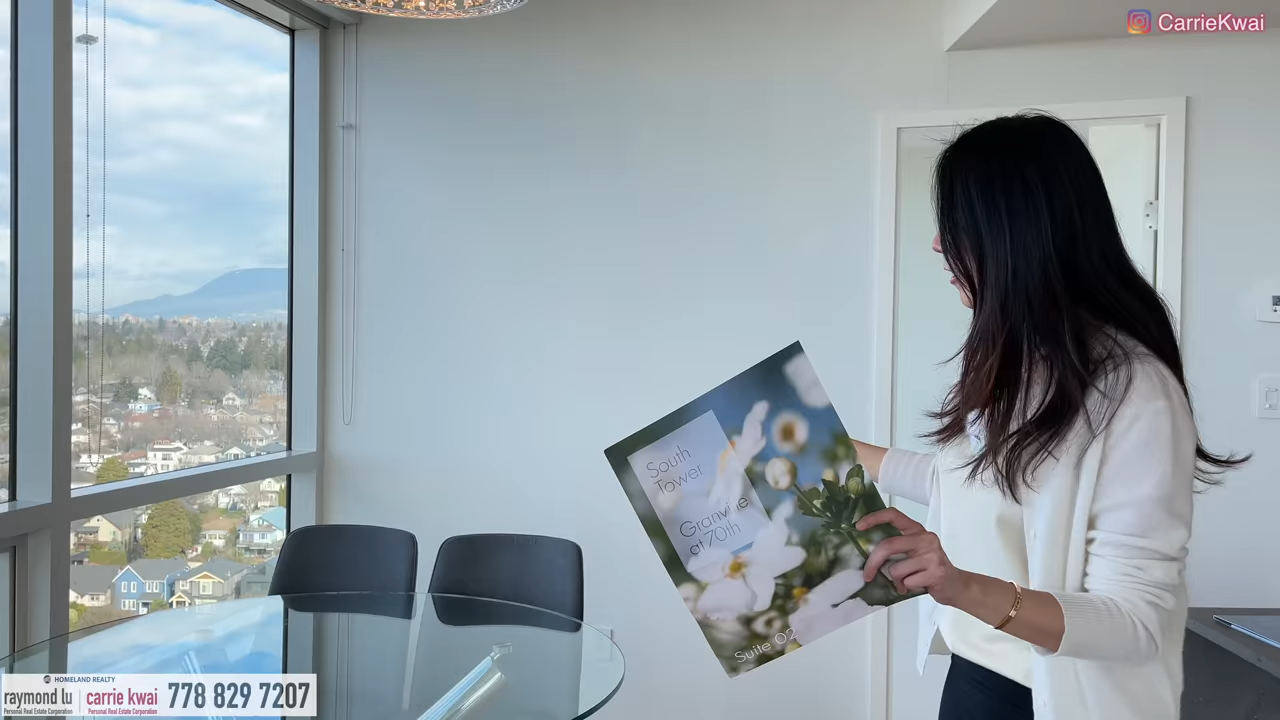 CarrieKwai
South
Tower
Granville
at 70th
Suite 02
HOMELAND REALTY
raymond lu
Personal Real Estate Corporation
carrie kwai
Personal Real Estate Corporation
778 829 7207